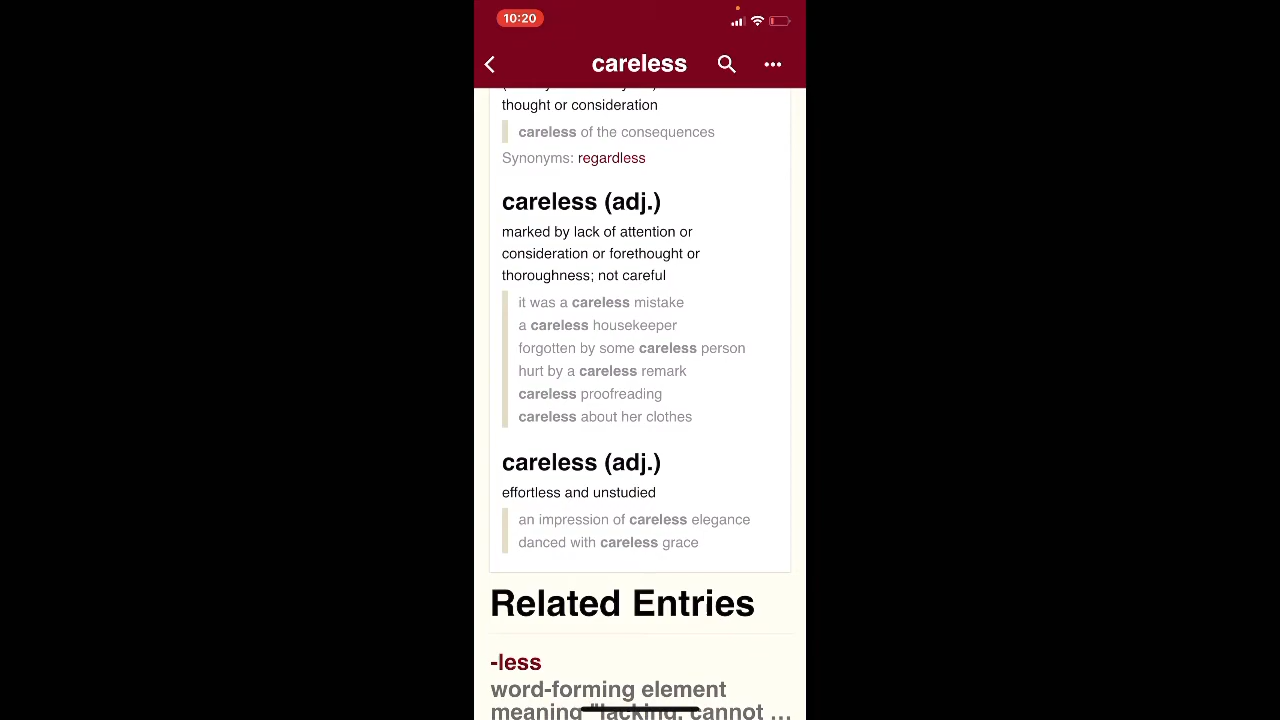 10:20
careless
thought or consideration
careless of the consequences
Synonyms: regardless
careless (adj.)
marked by lack of attention or
consideration or forethought or
thoroughness; not careful
it was a careless mistake
a careless housekeeper
forgotten by some careless person
hurt by a careless remark
careless proofreading
careless about her clothes
careless (adj.)
effortless and unstudied
an impression of careless elegance
danced with careless grace
Related Entries
-less
word-forming element
meaning "lacking, cannot ...